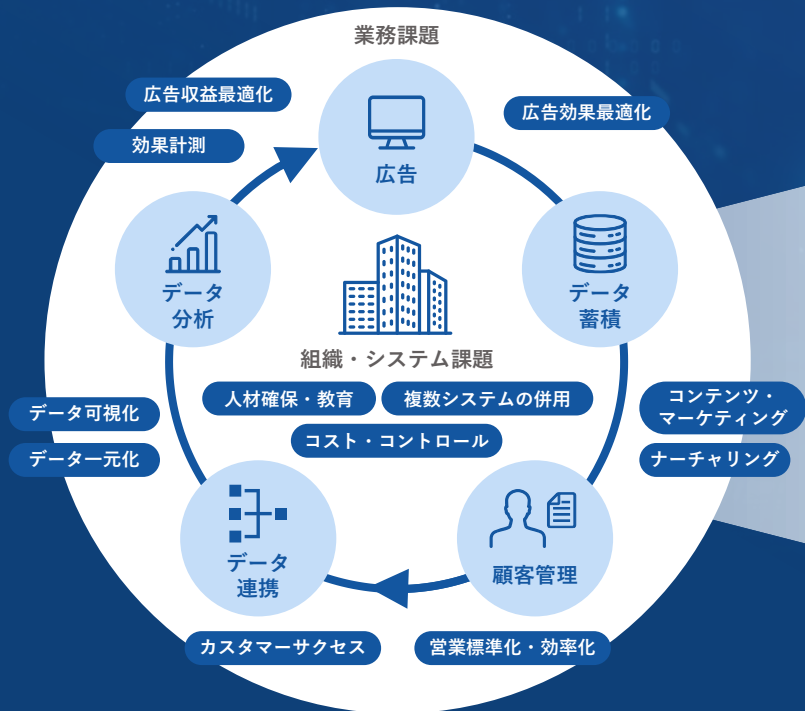 業務課題
広告収益最適化
効果計測
広告
広告効果最適化
データ
分析
データ
蓄積
組織・システム課題
人材確保・教育
複数システムの併用
コスト・コントロール
データ可視化
データ一元化
コンテンツ・
マーケティング
ナーチャリング
データ
連携
顧客管理
カスタマーサクセス
営業標準化・効率化